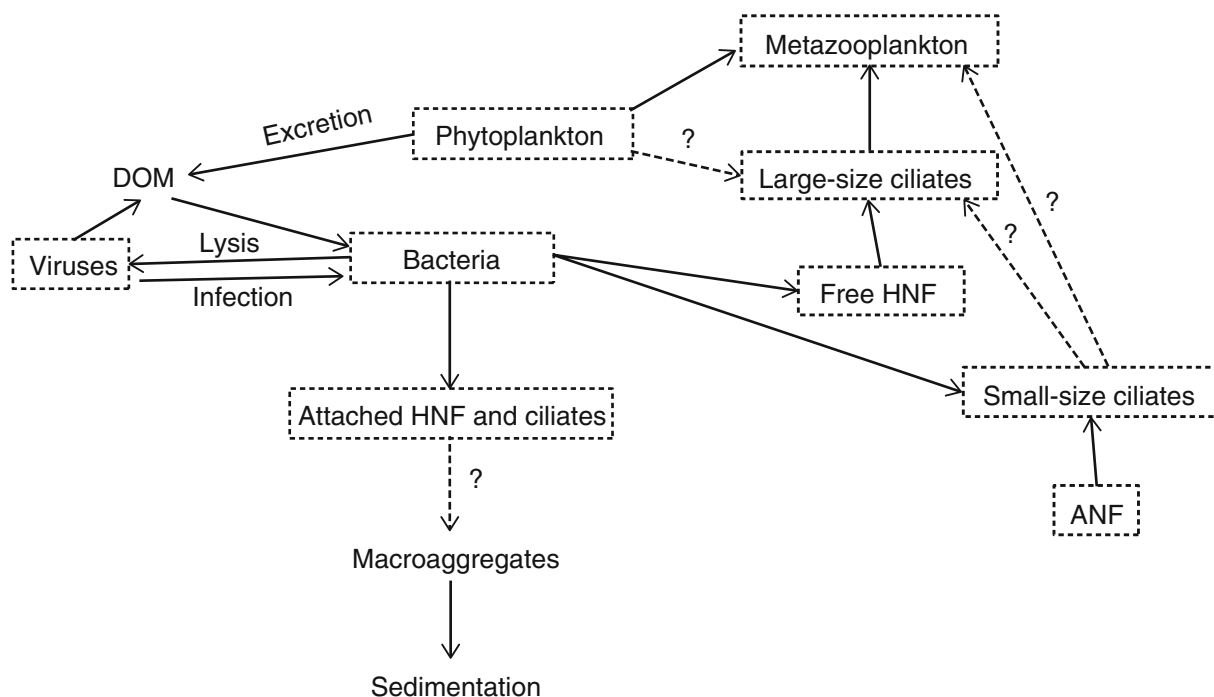 Metazooplankton
Excretion
Phytoplankton
?
DOM
Large-size ciliates
?
?
Lysis
Viruses
Bacteria
Infection
Free HNF
Small-size ciliates
Attached HNF and ciliates
?
ANF
Macroaggregates
Sedimentation